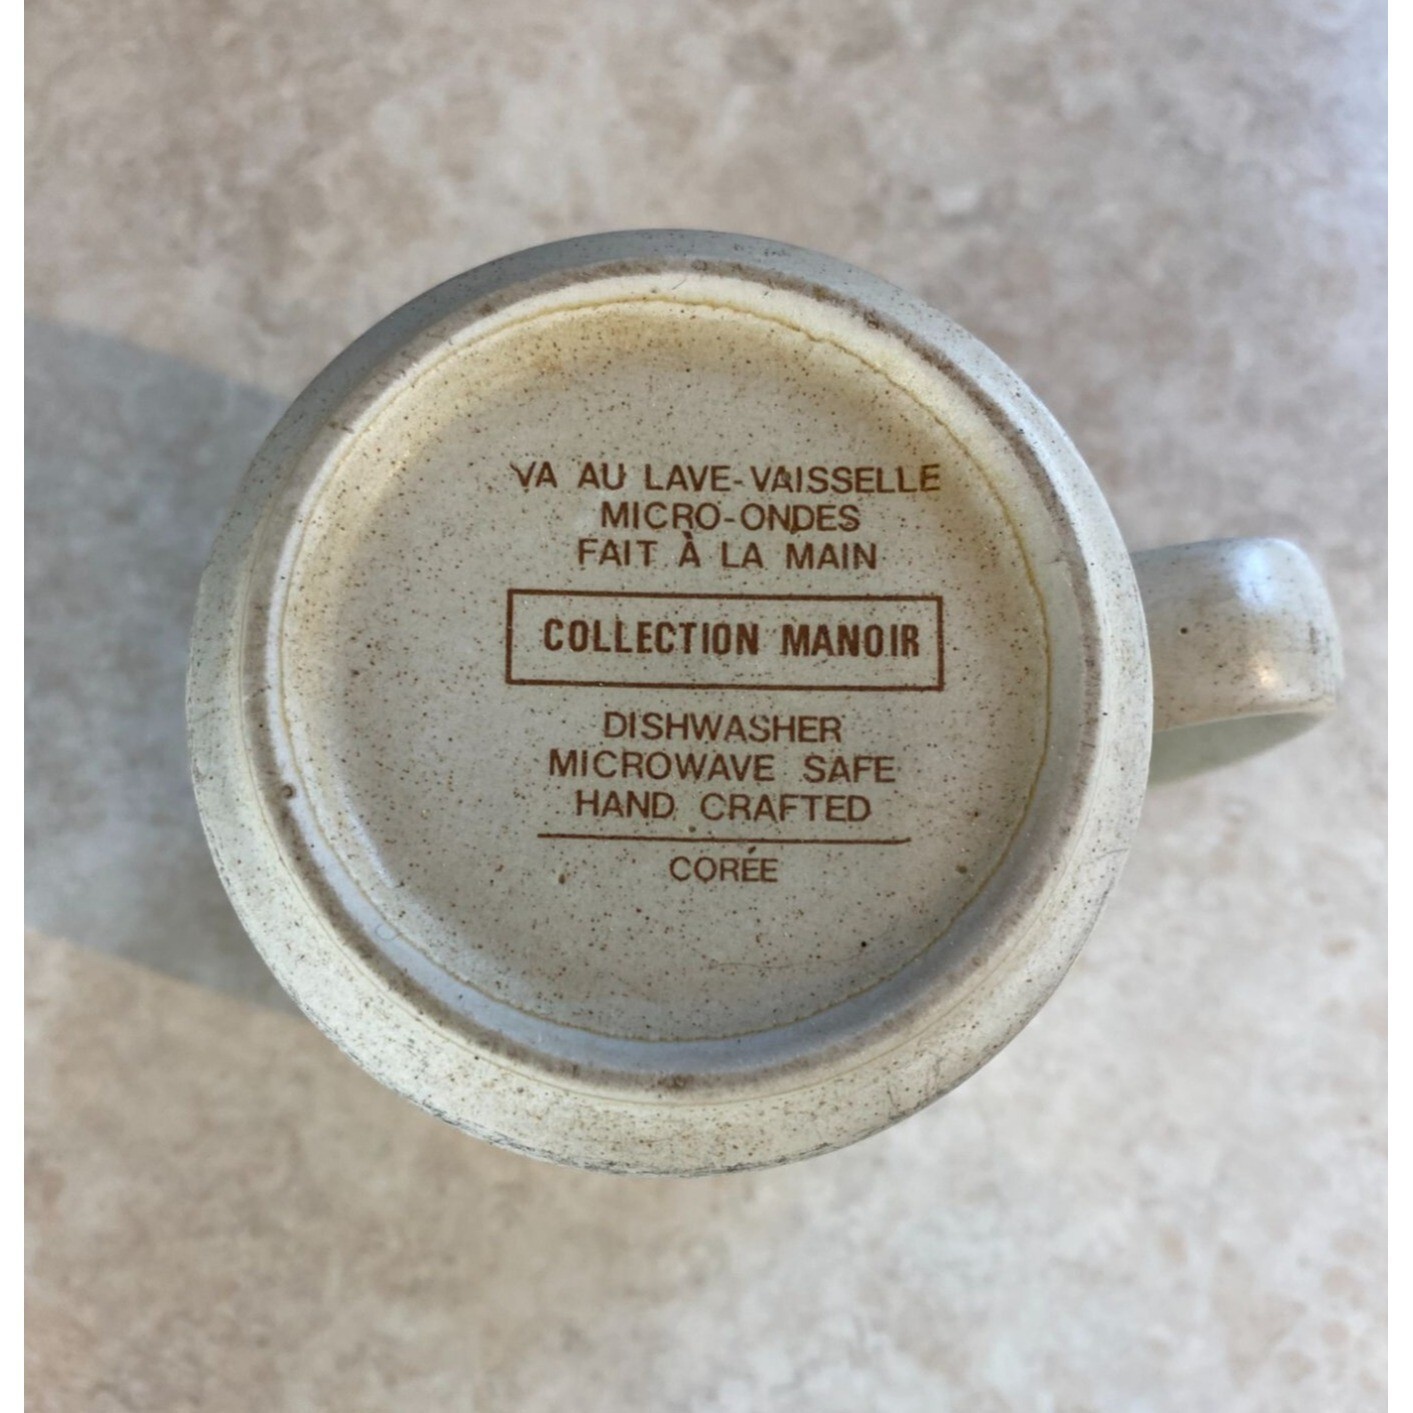 VA AU LAVE-VAISSELLE
MICRO-ONDES
FAIT À LA MAIN
COLLECTION MANOIR
DISHWASHER
MICROWAVE SAFE
HAND CRAFTED
CORÉE